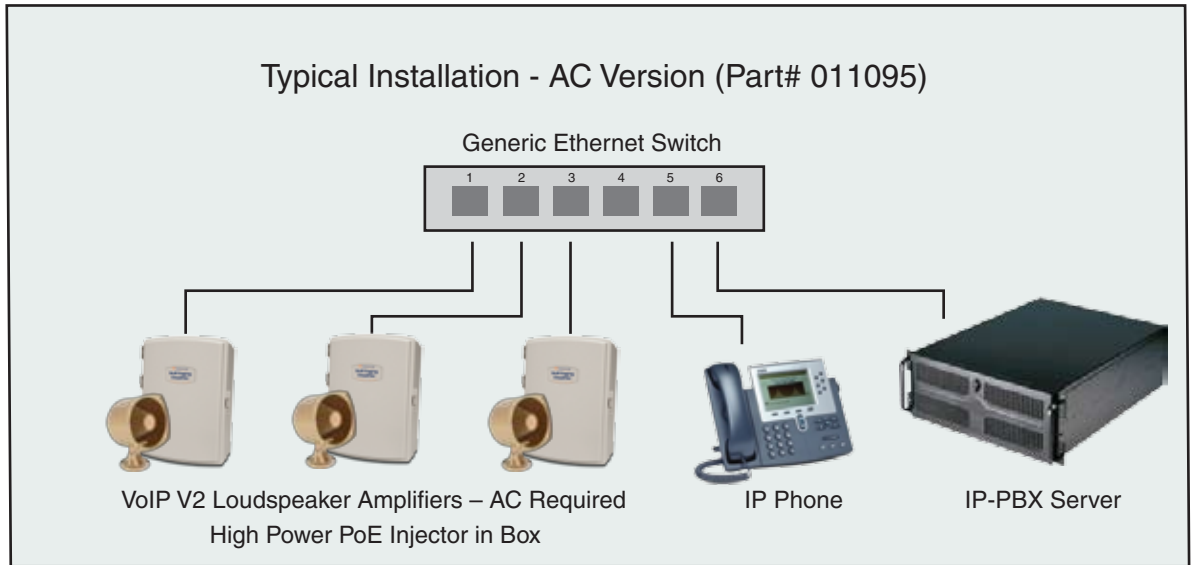 Typical Installation - AC Version (Part# 011095)
Generic Ethernet Switch
1 2 3 4 5 6
VoIP V2 Loudspeaker Amplifiers – AC Required
High Power PoE Injector in Box
IP Phone
IP-PBX Server